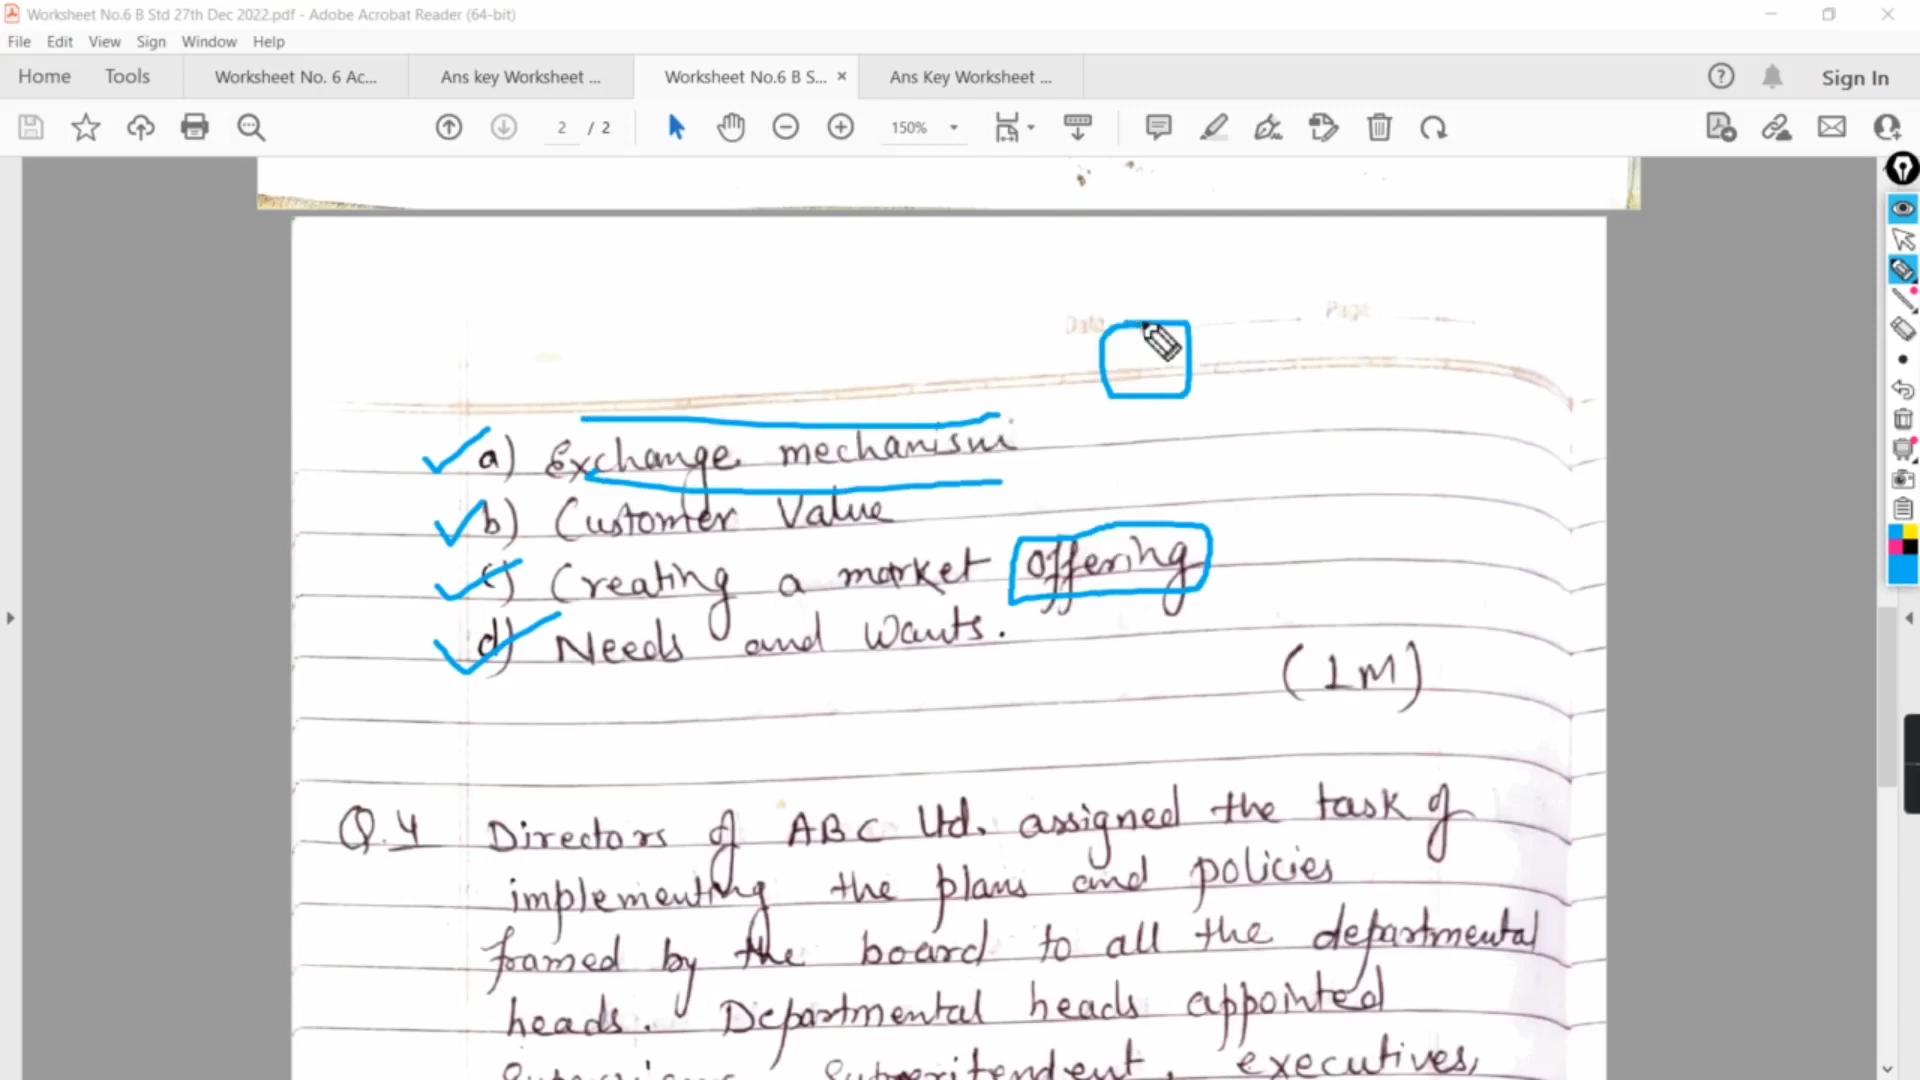 Worksheet No.6 B Std 27th Dec 2022.pdf - Adobe Acrobat Reader (64-bit)
File Edit View Sign Window Help
Home Tools Worksheet No. 6 Ac... Ans key Worksheet ... Worksheet No.6 B S... × Ans Key Worksheet ... Sign In
2 / 2 150%
Date Page
a) Exchange mechanism
b) Customer Value
c) Creating a market offering
d) Needs and Wants.
(1M)
Q.4 Directors of ABC Ltd. assigned the task of
implementing the plans and policies
framed by the board to all the departmental
heads. Departmental heads appointed
executives,